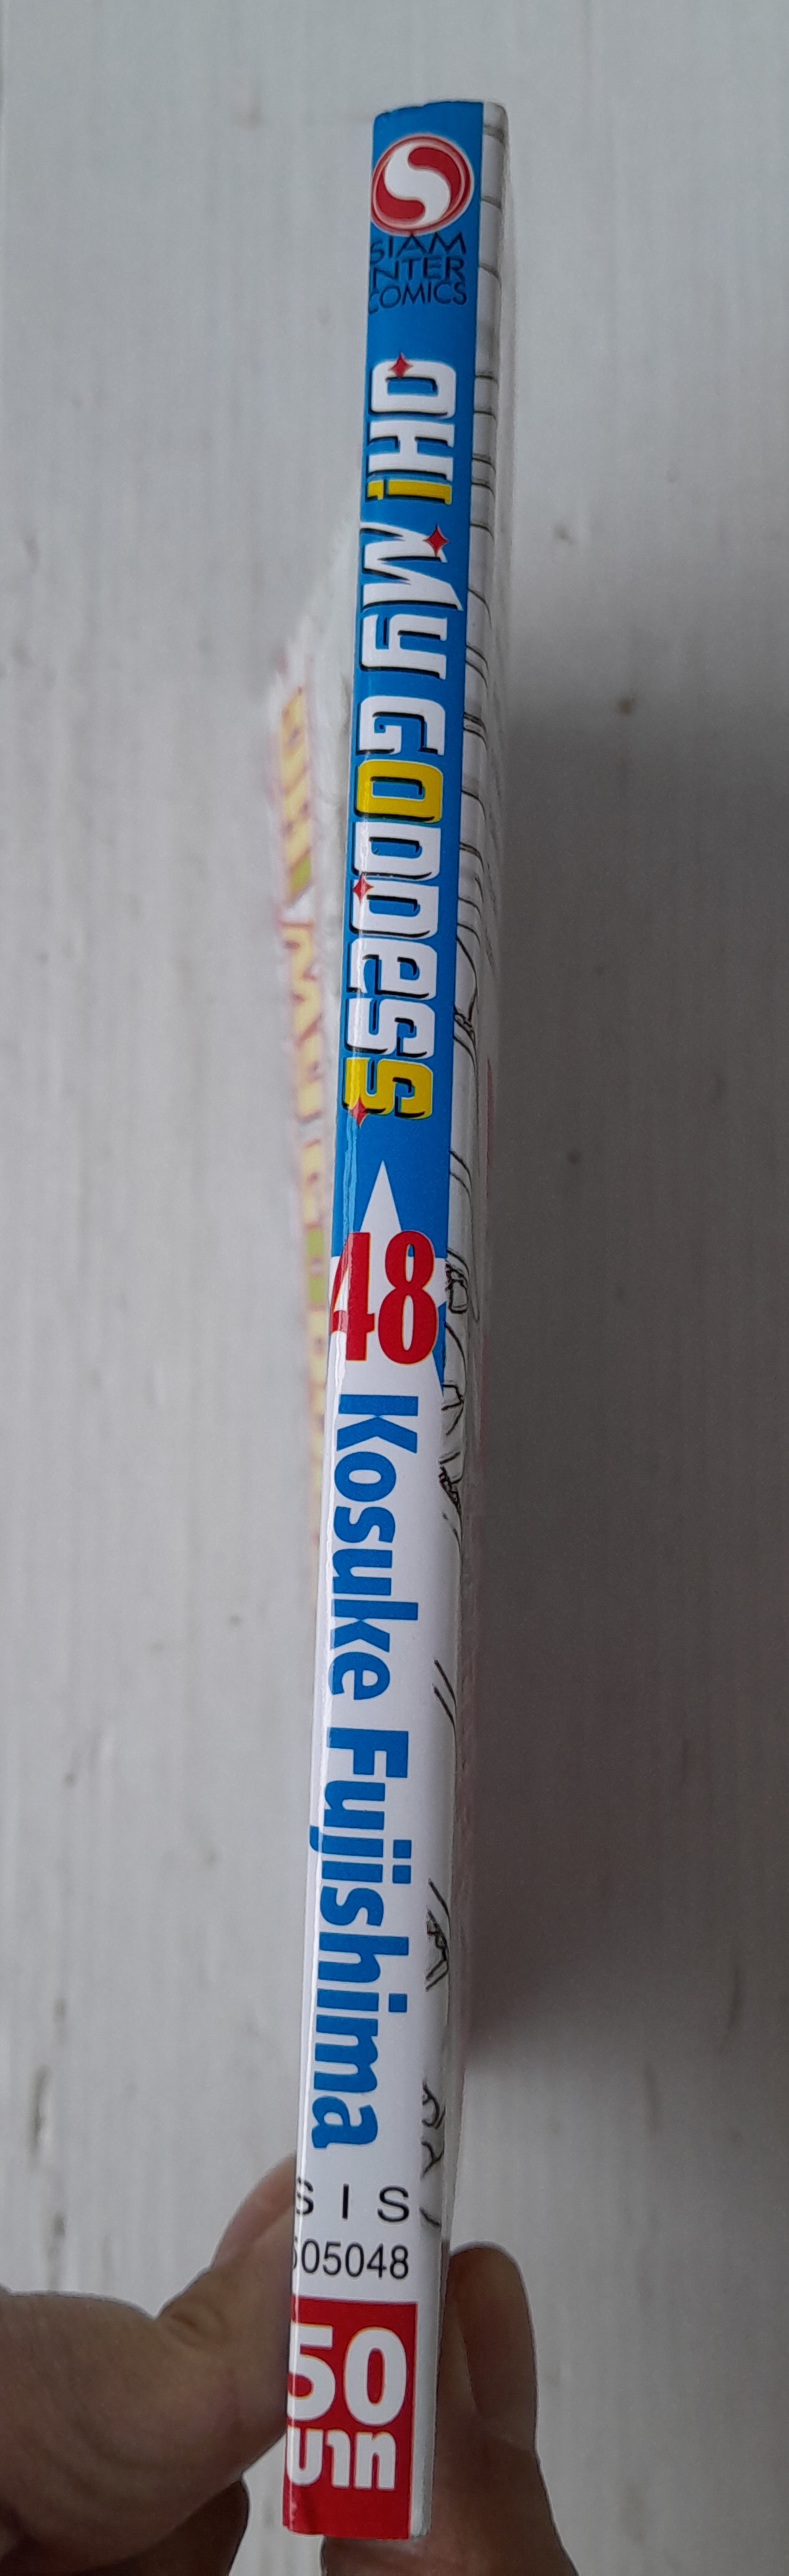 SIAM
INTER
COMICS
OH! My GODDESS
48
Kosuke Fujishima
SIS
505048
50
บาท